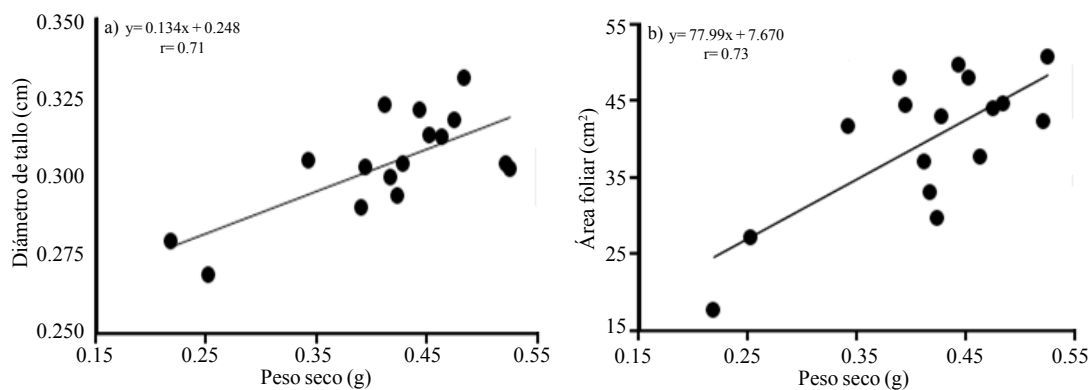 a) y= 0.134x + 0.248
r= 0.71
0.350
0.325
0.300
0.275
0.250
Diámetro de tallo (cm)
0.15 0.25 0.35 0.45 0.55
Peso seco (g)
b) y= 77.99x + 7.670
r= 0.73
55
45
35
25
15
Área foliar (cm²)
0.15 0.25 0.35 0.45 0.55
Peso seco (g)